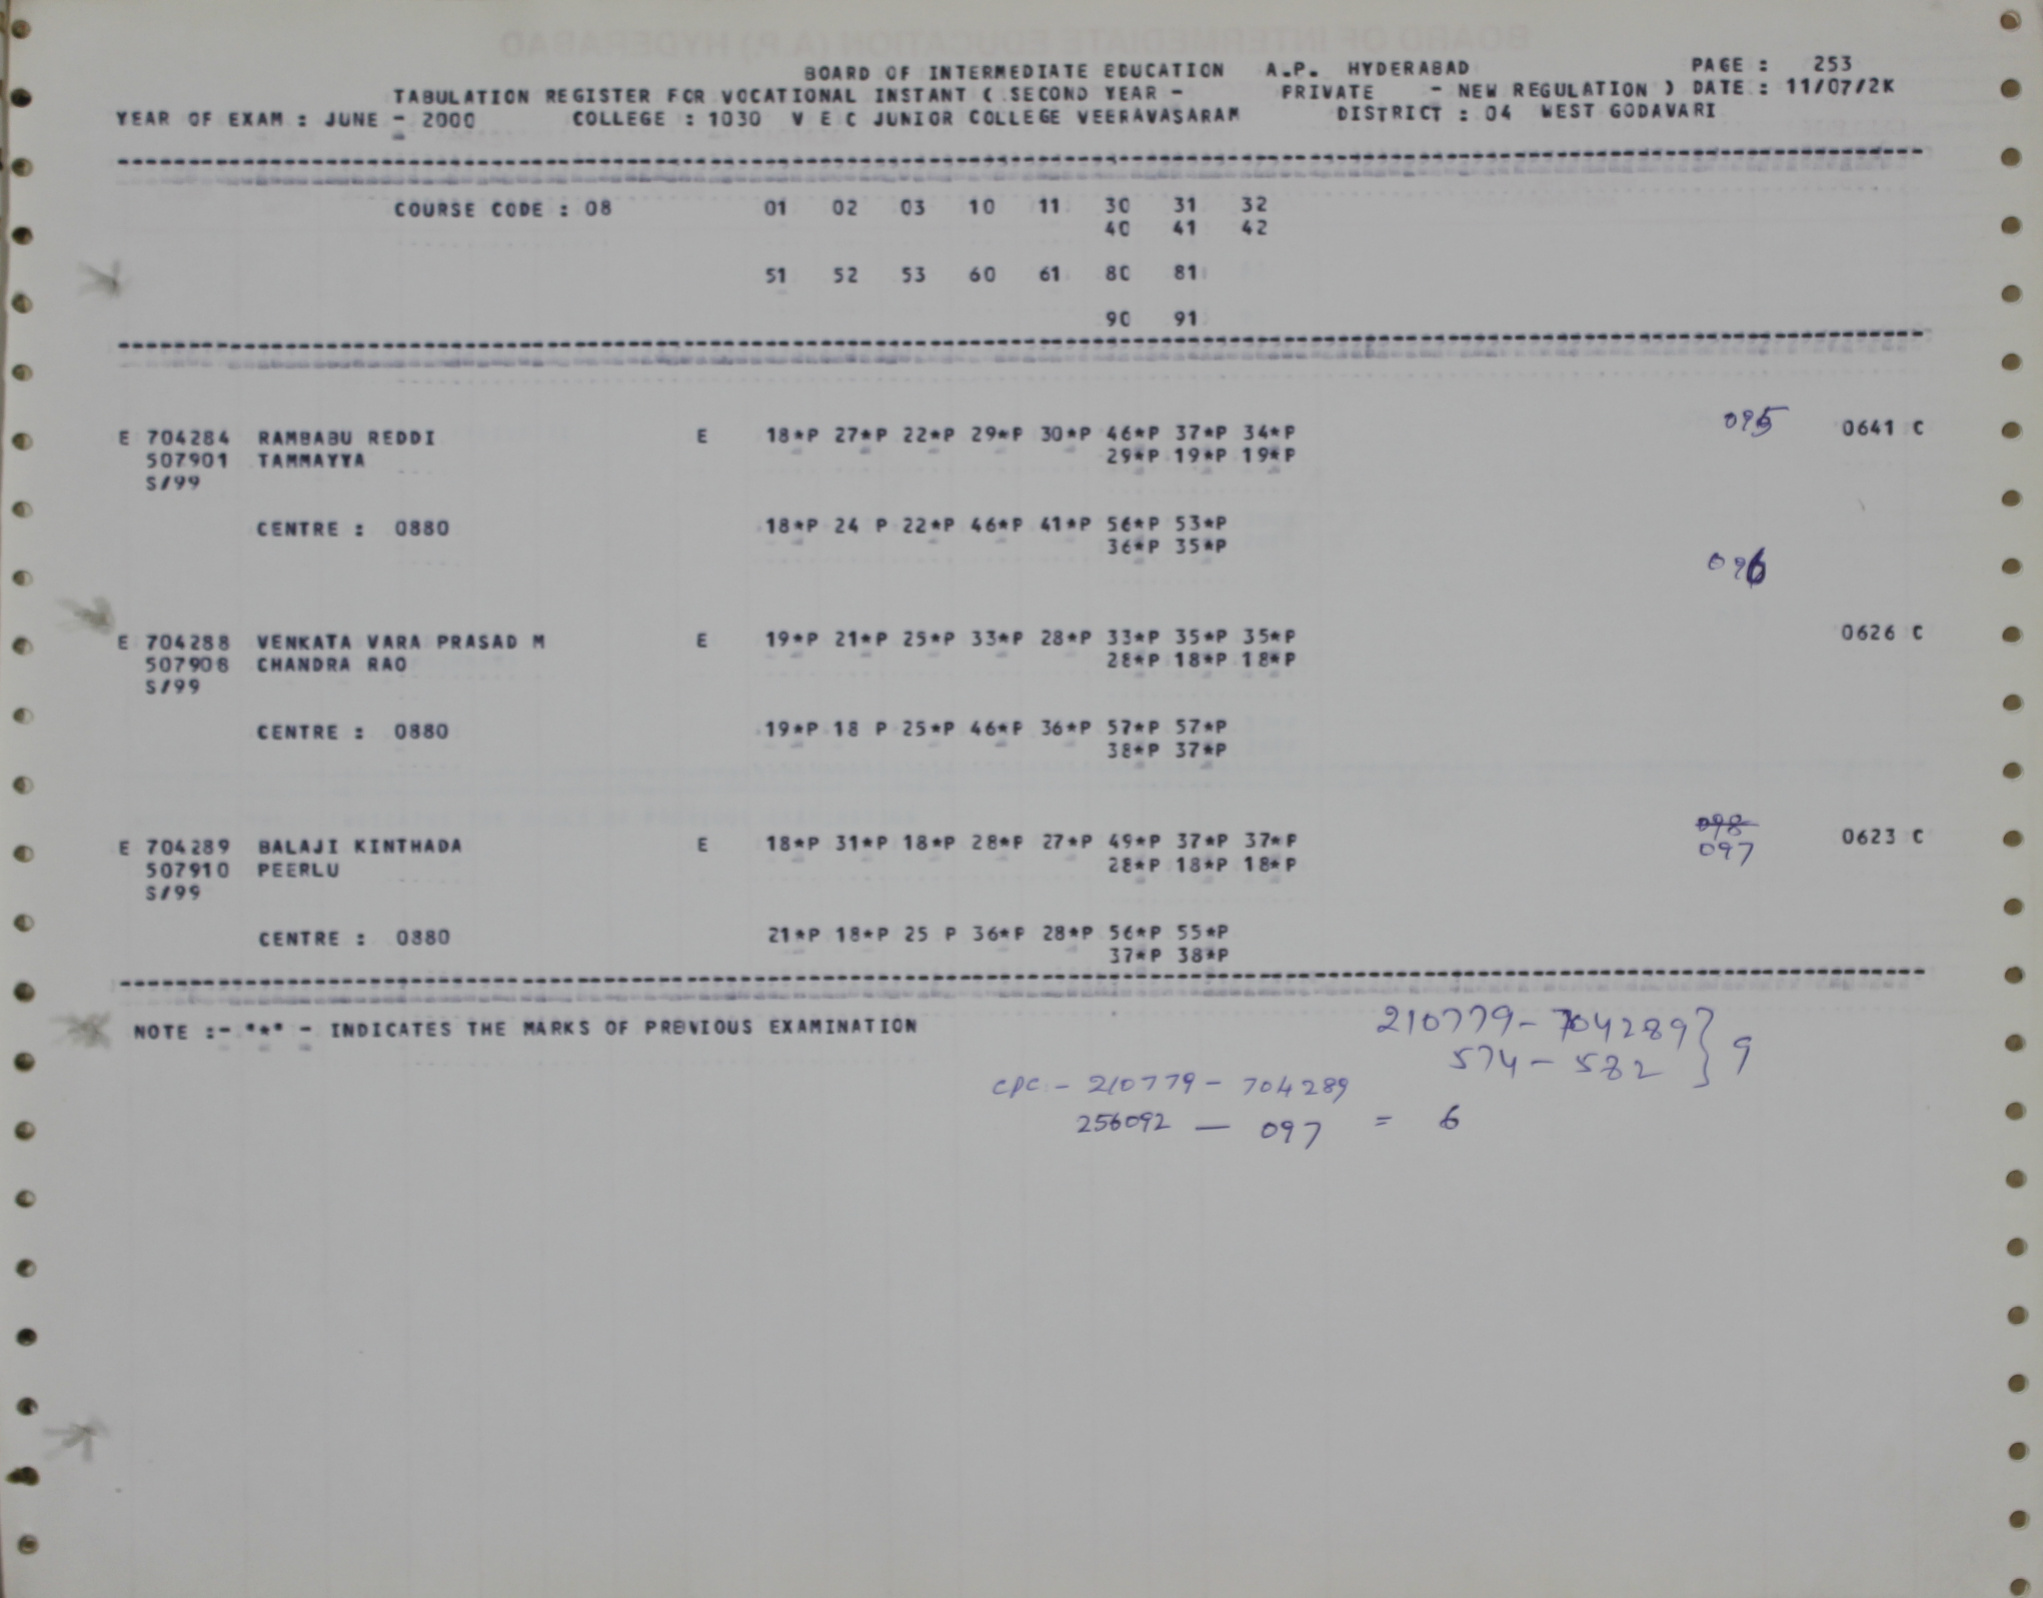 BOARD OF INTERMEDIATE EDUCATION A.P. HYDERABAD PAGE : 253
TABULATION REGISTER FOR VOCATIONAL INSTANT ( SECOND YEAR - PRIVATE - NEW REGULATION ) DATE : 11/07/2K
YEAR OF EXAM : JUNE - 2000 COLLEGE : 1030 V E C JUNIOR COLLEGE VEERAVASARAM DISTRICT : 04 WEST GODAVARI
COURSE CODE : 08 01 02 03 10 11 30 31 32
40 41 42
51 52 53 60 61 80 81
90 91
E 704284 RAMBABU REDDI E 18*P 27*P 22*P 29*P 30*P 46*P 37*P 34*P 095 0641 C
507901 TAMMAYYA 29*P 19*P 19*P
S/99
CENTRE : 0880 18*P 24 P 22*P 46*P 41*P 56*P 53*P
36*P 35*P
096
E 704288 VENKATA VARA PRASAD M E 19*P 21*P 25*P 33*P 28*P 33*P 35*P 35*P 0626 C
507908 CHANDRA RAO 28*P 18*P 18*P
S/99
CENTRE : 0880 19*P 18 P 25*P 46*P 36*P 57*P 57*P
38*P 37*P
098
E 704289 BALAJI KINTHADA E 18*P 31*P 18*P 28*P 27*P 49*P 37*P 37*P 097 0623 C
507910 PEERLU 28*P 18*P 18*P
S/99
CENTRE : 0880 21*P 18*P 25 P 36*P 28*P 56*P 55*P
37*P 38*P
NOTE :- "*" - INDICATES THE MARKS OF PREVIOUS EXAMINATION
210779 - 704289 } 9
574 - 582
CPC - 210779 - 704289
256092 — 097 = 6